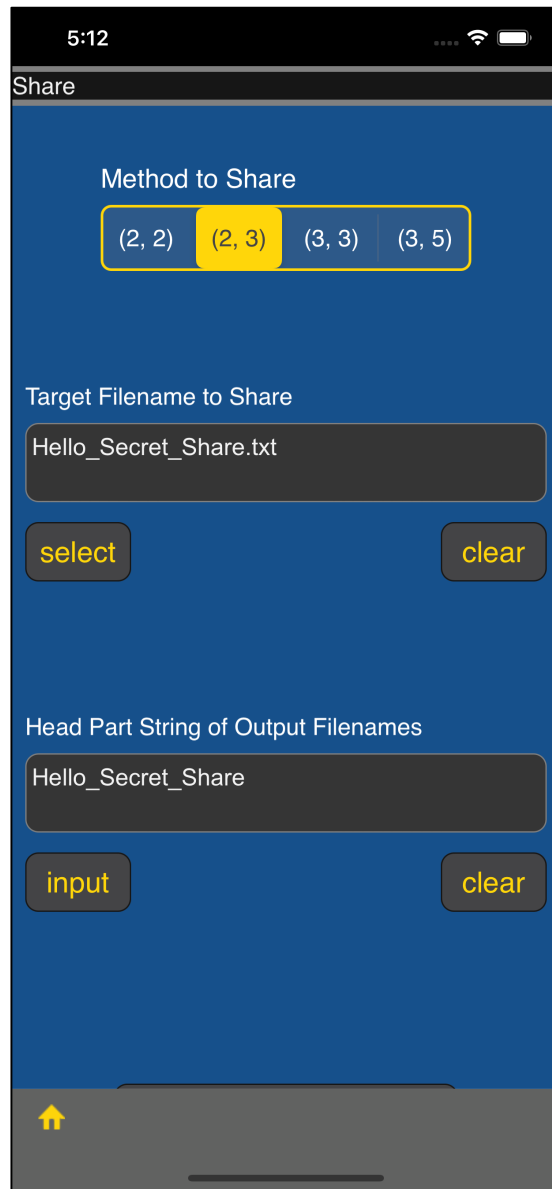 5:12
Share
Method to Share
(2, 2) (2, 3) (3, 3) (3, 5)
Target Filename to Share
Hello_Secret_Share.txt
select clear
Head Part String of Output Filenames
Hello_Secret_Share
input clear